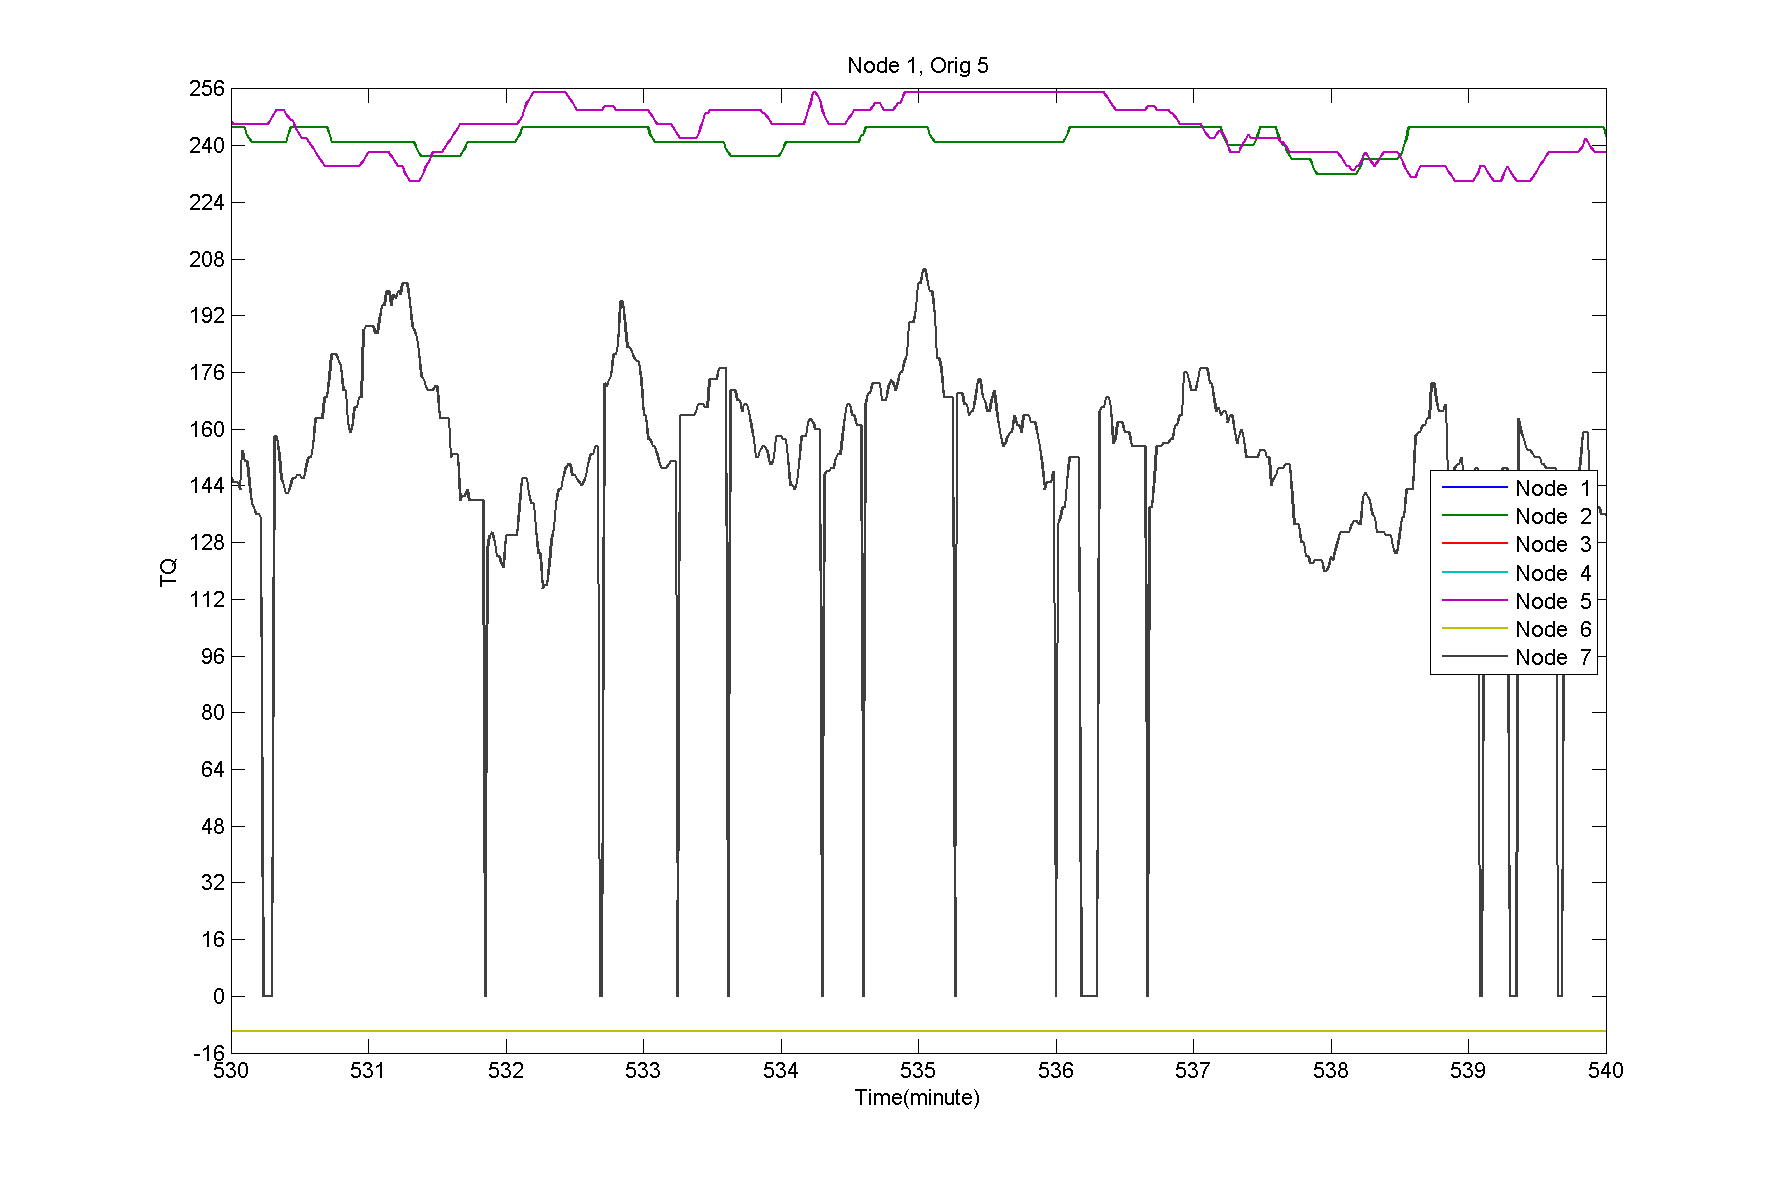 Node 1, Orig 5
256
240
224
208
192
176
160
144
128
112
96
80
64
48
32
16
0
-16
TQ
Node 1
Node 2
Node 3
Node 4
Node 5
Node 6
Node 7
530 531 532 533 534 535 536 537 538 539 540
Time(minute)